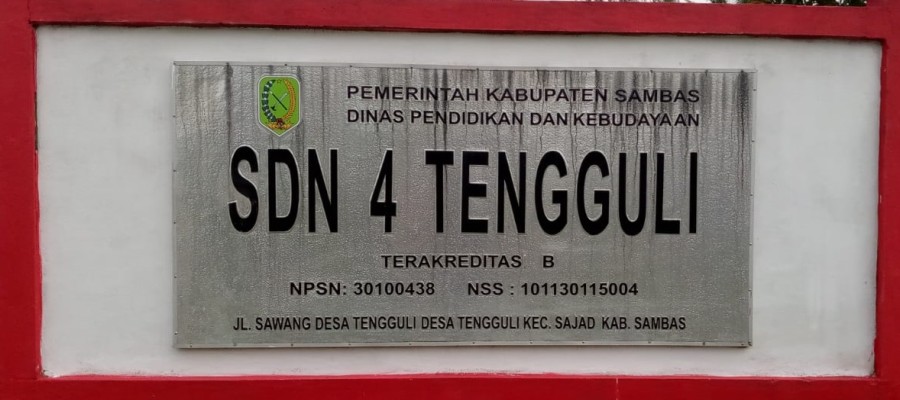 PEMERINTAH KABUPATEN SAMBAS
DINAS PENDIDIKAN DAN KEBUDAYAAN
SDN 4 TENGGULI
TERAKREDITAS B
NPSN: 30100438 NSS : 101130115004
JL. SAWANG DESA TENGGULI DESA TENGGULI KEC. SAJAD KAB. SAMBAS